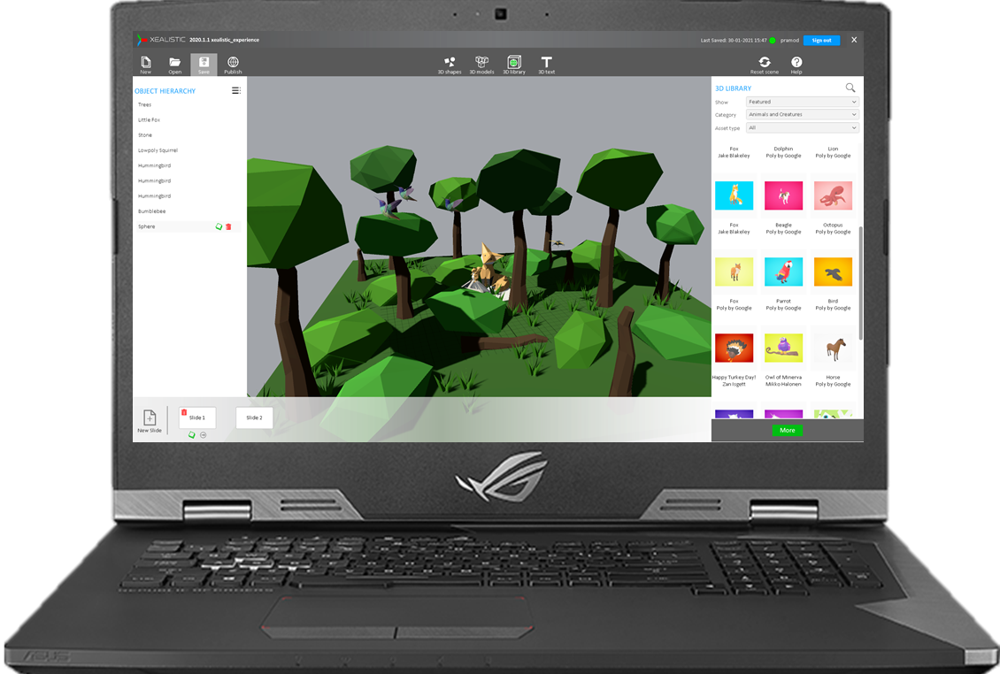 XEALISTIC 2020.1.1 xealistic_experience
Last Saved: 30-01-2021 15:47 pramod Sign out X
New Open Save Publish
3D shapes 3D models 3D library 3D text
Reset scene Help
OBJECT HIERARCHY
Trees
Little Fox
Stone
Lowpoly Squirrel
Hummingbird
Hummingbird
Hummingbird
Bumblebee
Sphere
3D LIBRARY
Show Featured
Category Animals and Creatures
Asset type All
Fox Dolphin Lion
Jake Blakeley Poly by Google Poly by Google
Fox Beagle Octopus
Jake Blakeley Poly by Google Poly by Google
Fox Parrot Bird
Poly by Google Poly by Google Poly by Google
Happy Turkey Day! Owl of Minerva Horse
Zan Isgett Mikko Halonen Poly by Google
More
New Slide
Slide 1
Slide 2
ASUS